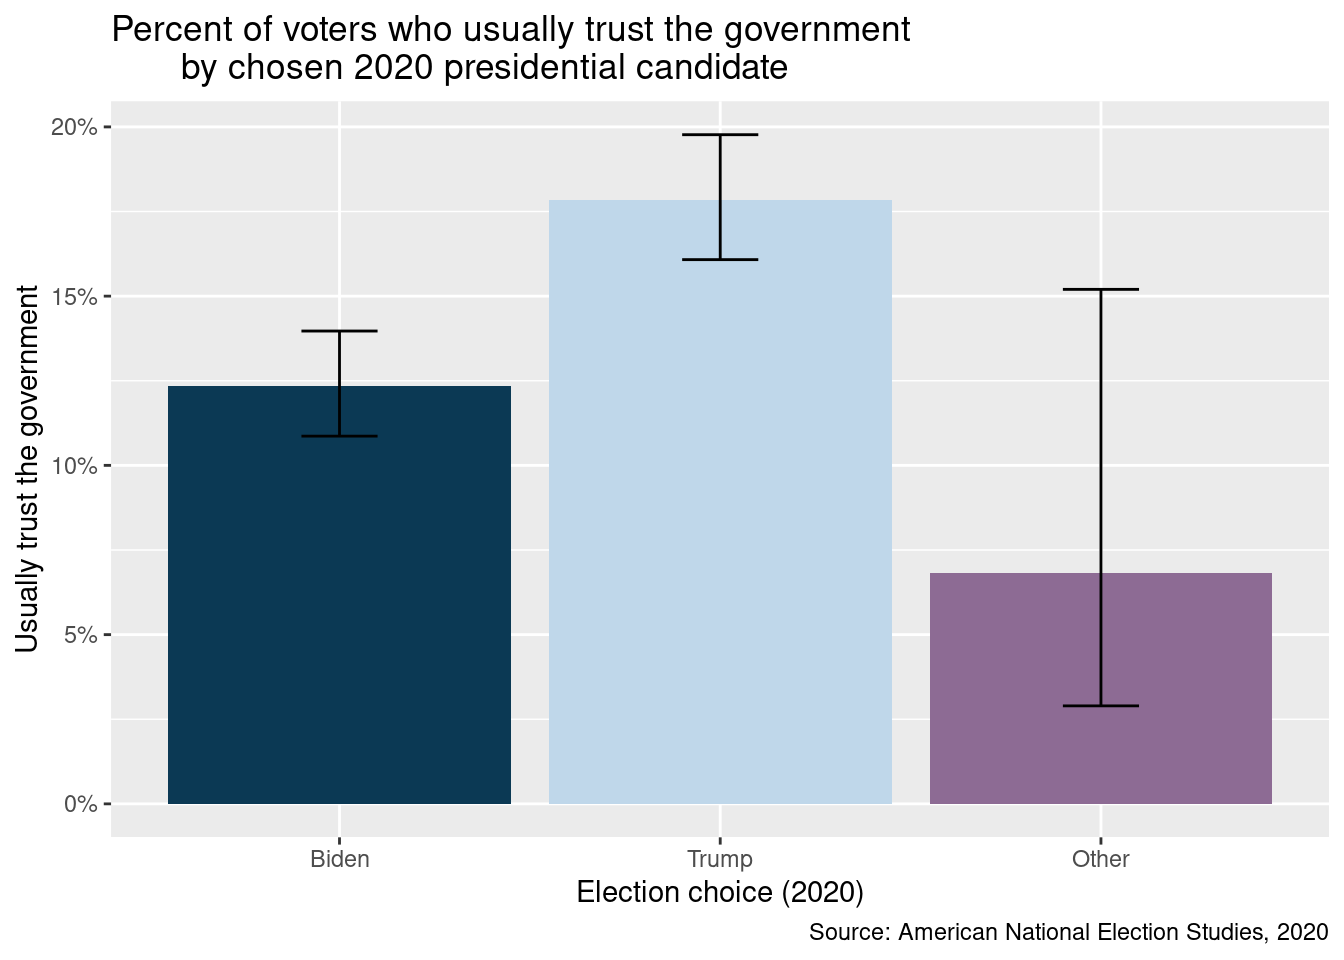 Percent of voters who usually trust the government
by chosen 2020 presidential candidate
Usually trust the government
20%
15%
10%
5%
0%
Biden
Trump
Other
Election choice (2020)
Source: American National Election Studies, 2020